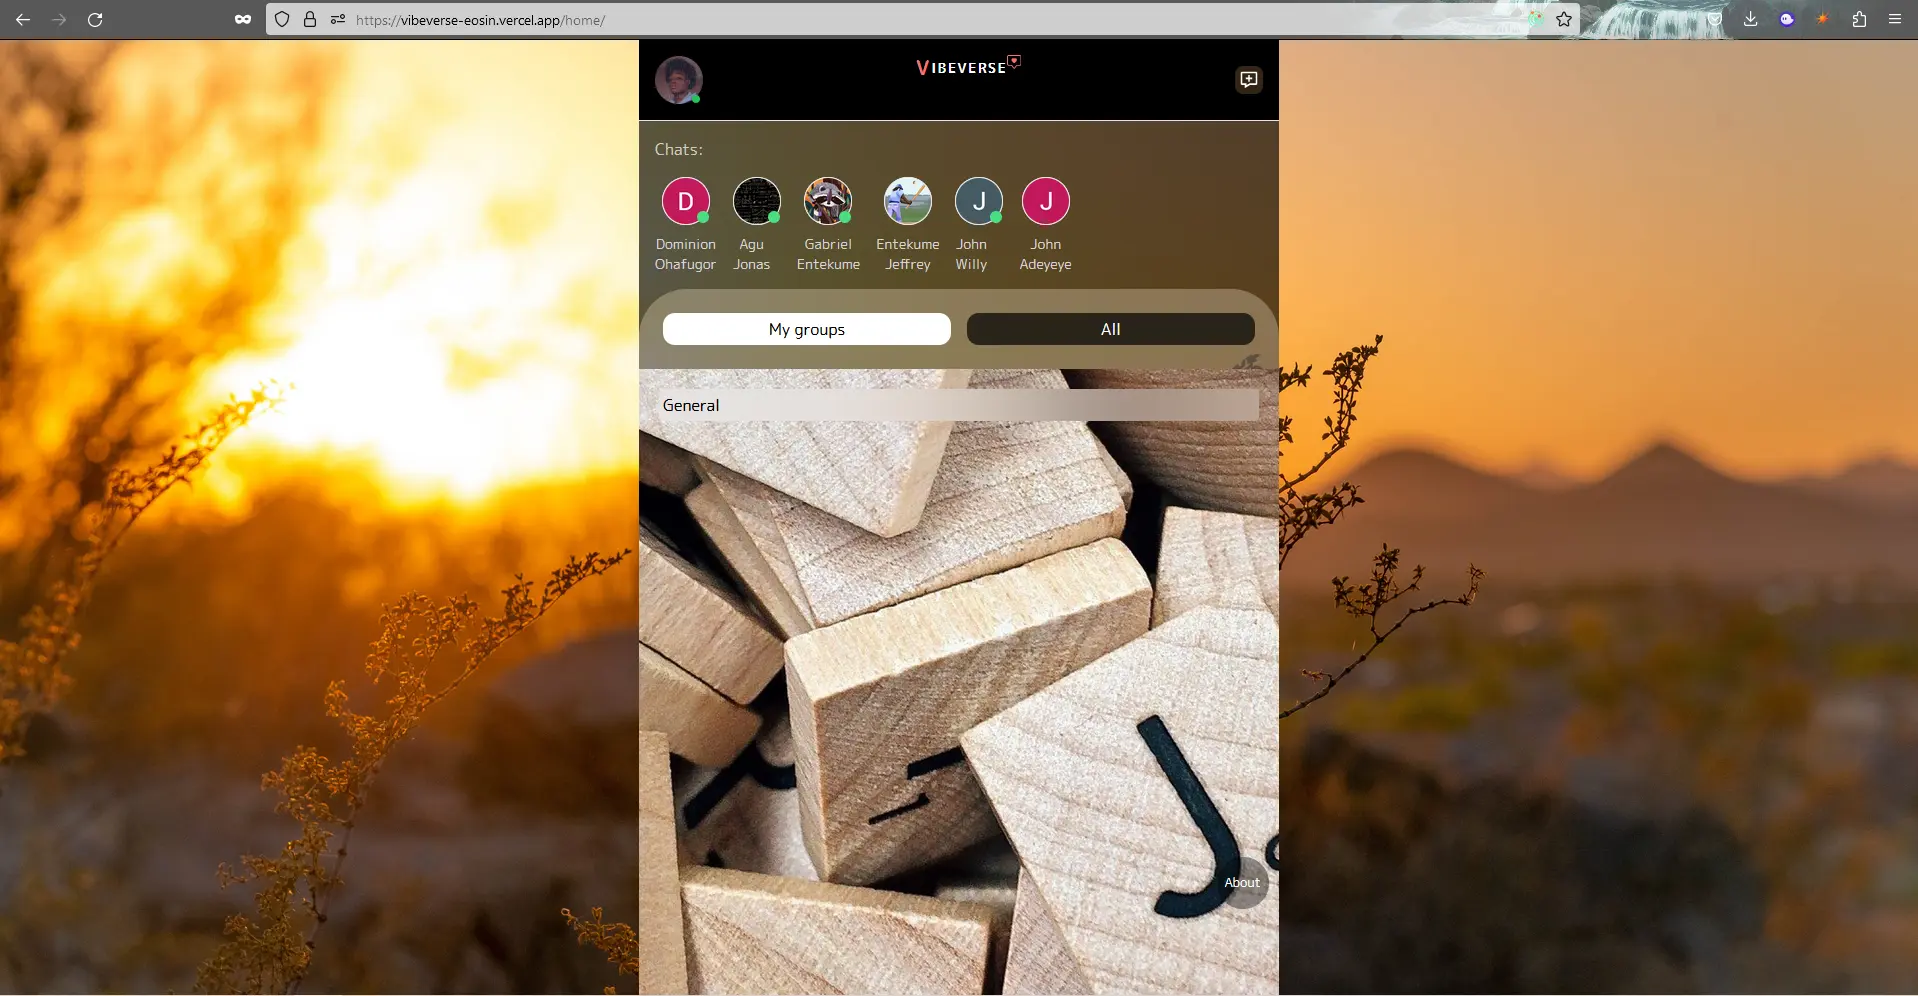 https://vibeverse-eosin.vercel.app/home/
VIBEVERSE
Chats:
D
J
J
Dominion Ohafugor
Agu Jonas
Gabriel Entekume
Entekume Jeffrey
John Willy
John Adeyeye
My groups
All
General
J
About